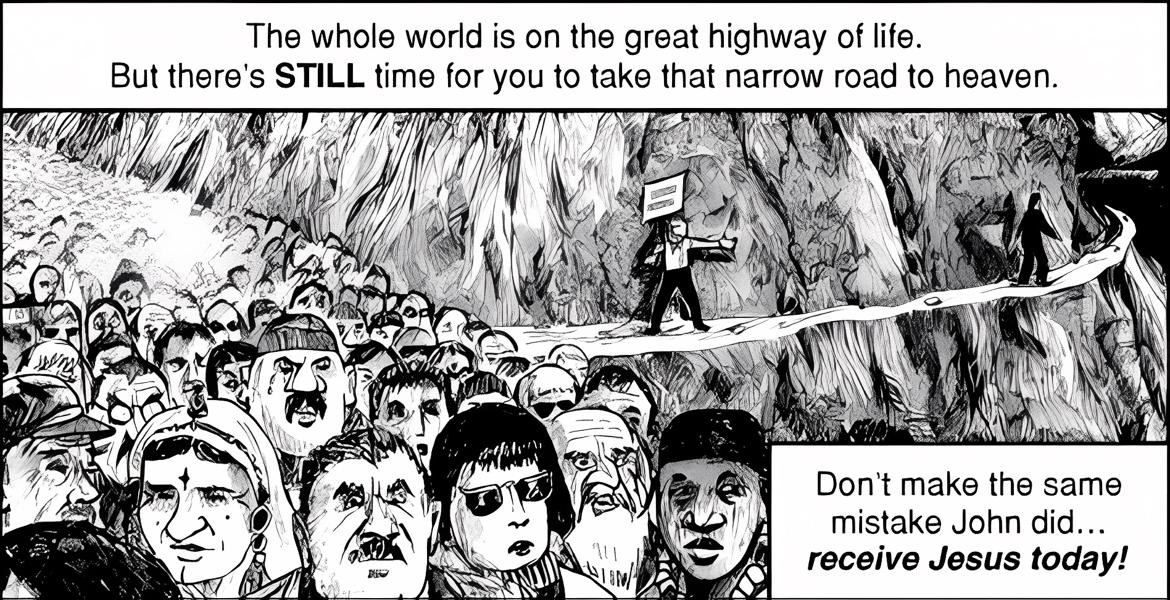 The whole world is on the great highway of life.
But there's STILL time for you to take that narrow road to heaven.
Don't make the same
mistake John did...
receive Jesus today!